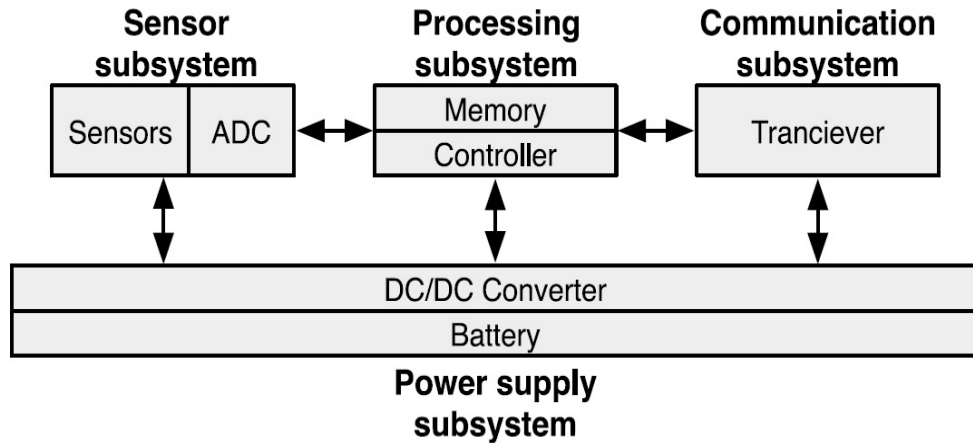 Sensor
subsystem
Processing
subsystem
Communication
subsystem
Sensors
ADC
Memory
Controller
Tranciever
DC/DC Converter
Battery
Power supply
subsystem